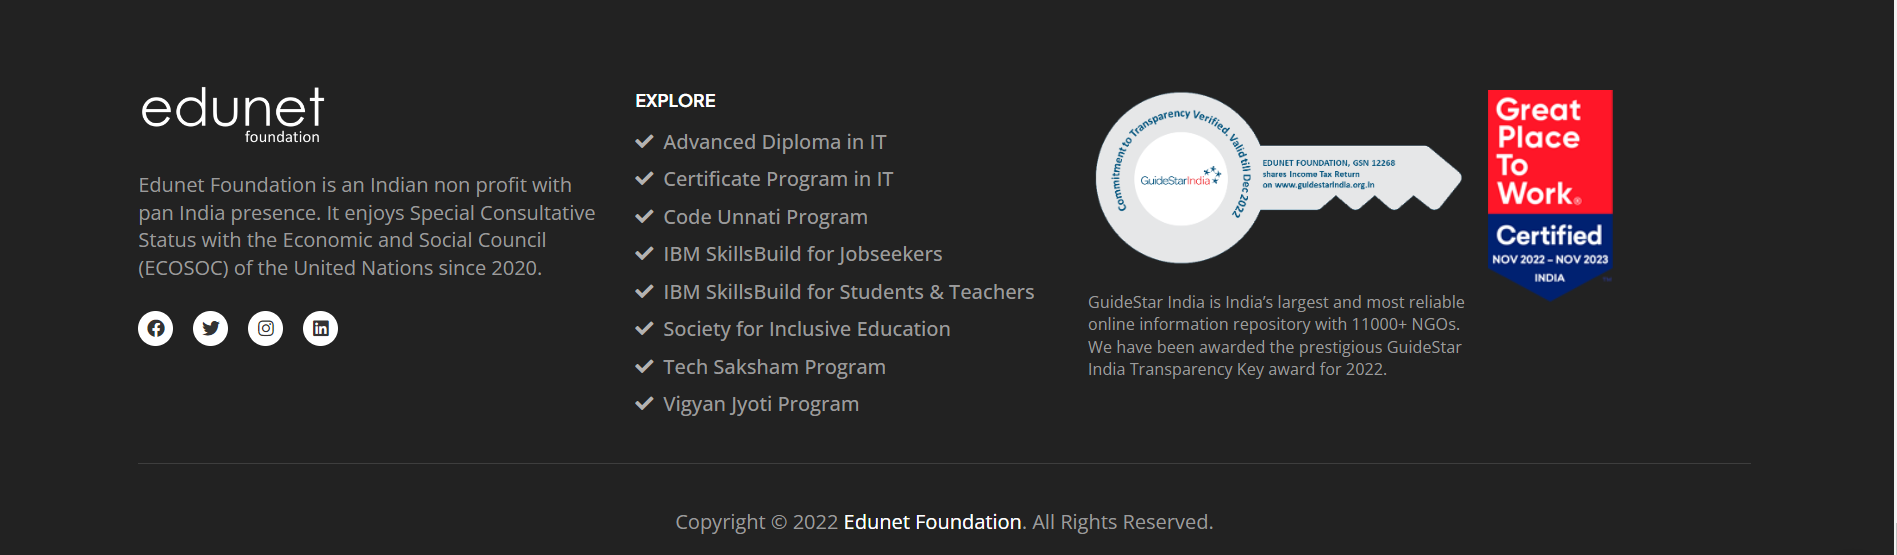 edunet
foundation
Edunet Foundation is an Indian non profit with
pan India presence. It enjoys Special Consultative
Status with the Economic and Social Council
(ECOSOC) of the United Nations since 2020.
EXPLORE
Advanced Diploma in IT
Certificate Program in IT
Code Unnati Program
IBM SkillsBuild for Jobseekers
IBM SkillsBuild for Students & Teachers
Society for Inclusive Education
Tech Saksham Program
Vigyan Jyoti Program
Commitment to Transparency Verified. Valid till Dec 2022
GuideStarIndia
EDUNET FOUNDATION, GSN 12268
shares Income Tax Return
on www.guidestarindia.org.in
GuideStar India is India’s largest and most reliable
online information repository with 11000+ NGOs.
We have been awarded the prestigious GuideStar
India Transparency Key award for 2022.
Great
Place
To
Work®
Certified
NOV 2022 – NOV 2023
INDIA
™
Copyright © 2022 Edunet Foundation. All Rights Reserved.